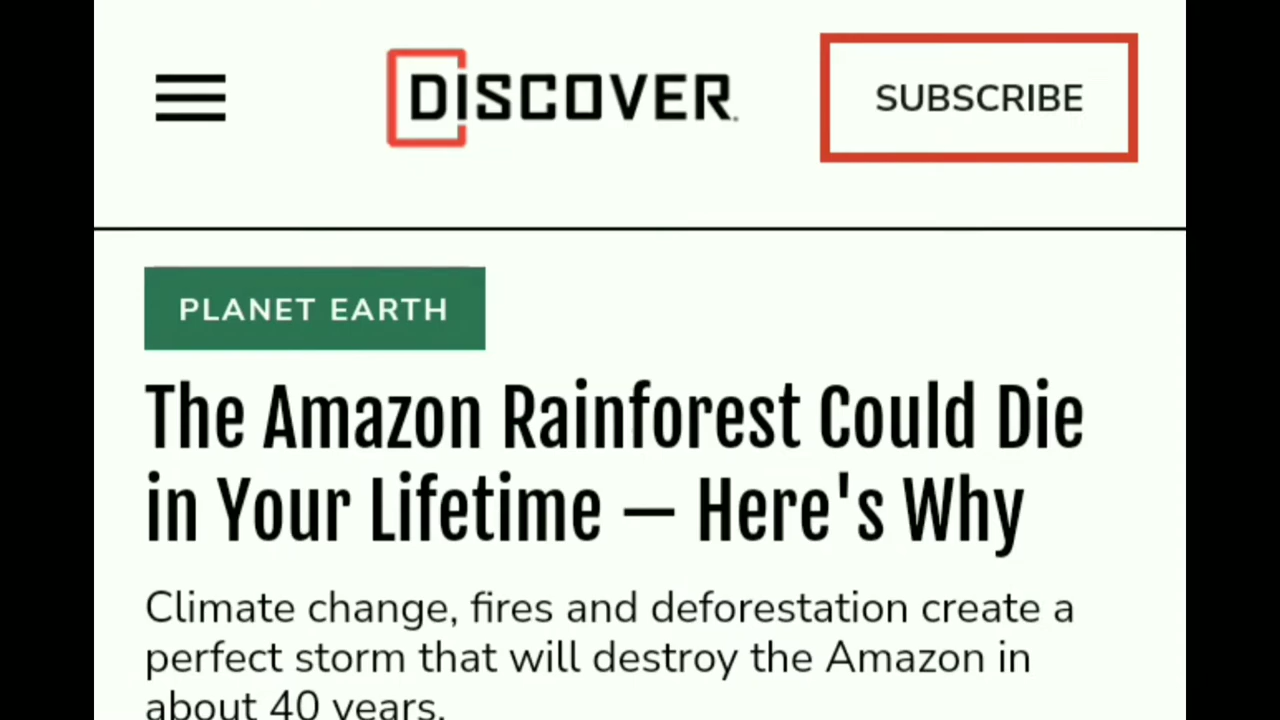 DISCOVER.
SUBSCRIBE
PLANET EARTH
The Amazon Rainforest Could Die
in Your Lifetime — Here's Why
Climate change, fires and deforestation create a
perfect storm that will destroy the Amazon in
about 40 years.